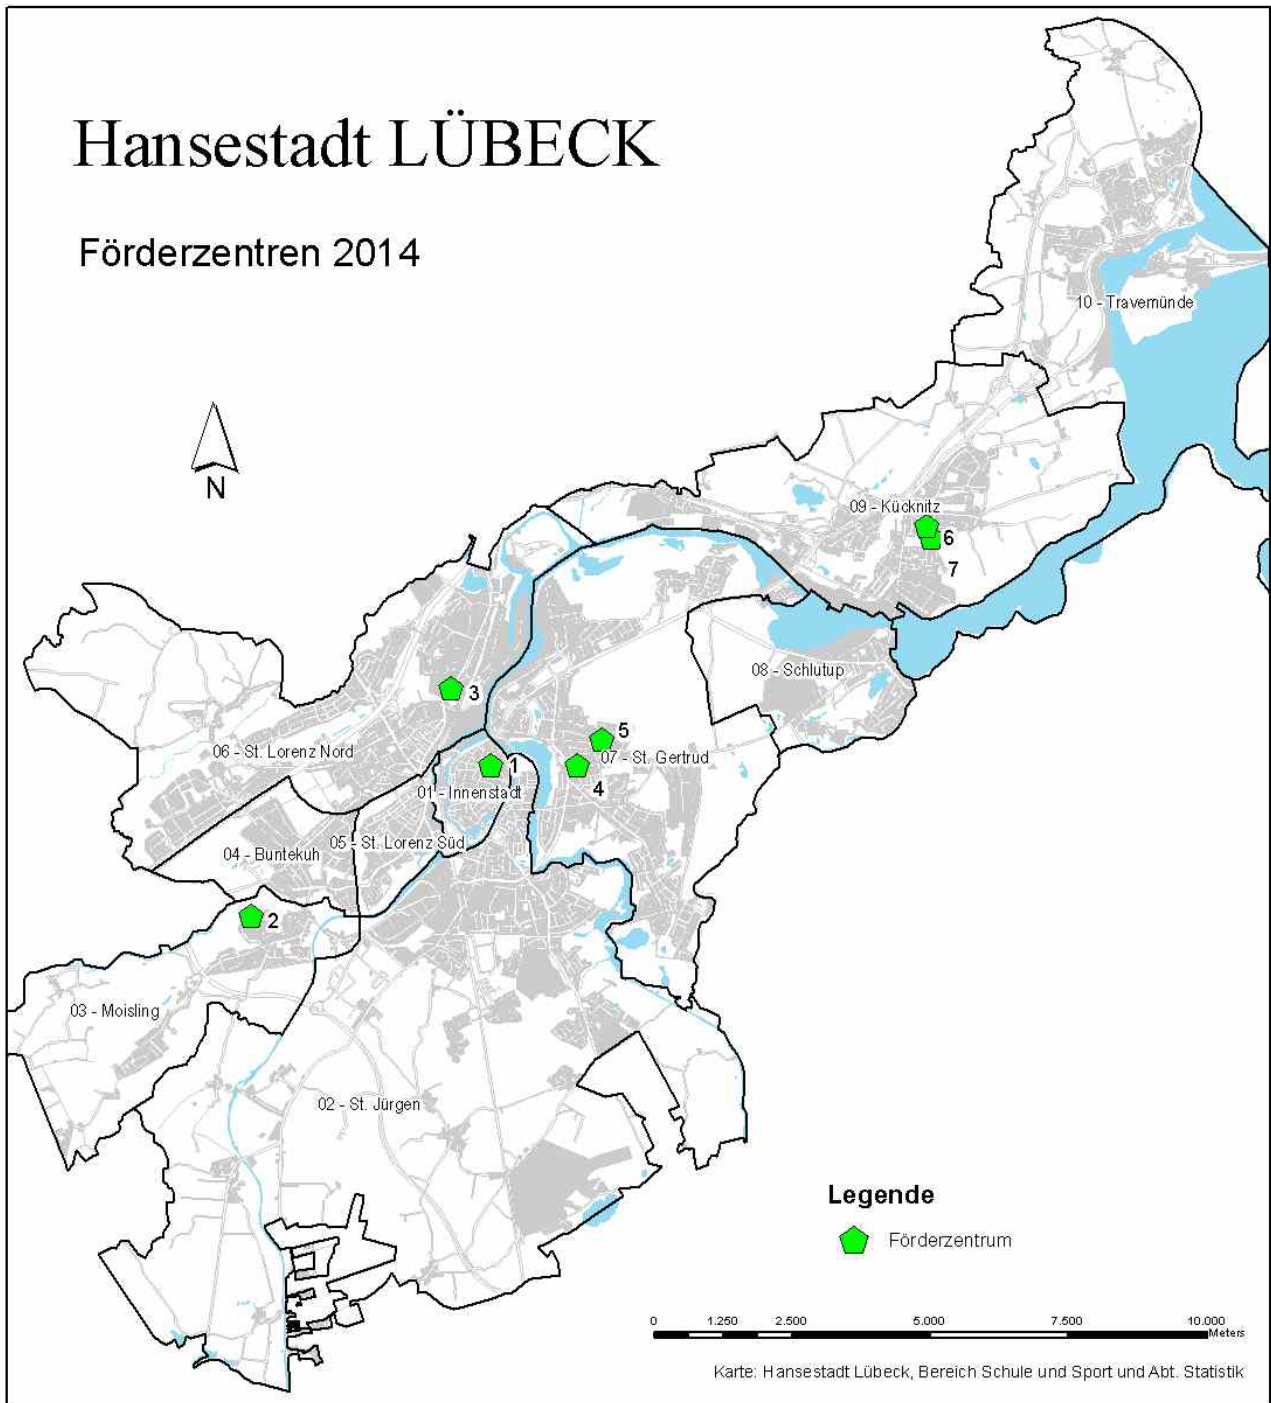 Hansestadt LÜBECK
Förderzentren 2014
N
10 - Travemünde
09 - Kücknitz
6
7
08 - Schlutup
3
06 - St. Lorenz Nord
5
07 - St. Gertrud
1
4
01 - Innenstadt
05 - St. Lorenz Süd
04 - Buntekuh
2
03 - Moisling
02 - St. Jürgen
Legende
Förderzentrum
0 1.250 2.500 5.000 7.500 10.000
Meters
Karte: Hansestadt Lübeck, Bereich Schule und Sport und Abt. Statistik